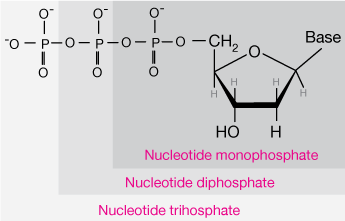 O⁻ O⁻ O⁻ Base
⁻O P O P O P O CH₂ O
O O O H H H H
HO H
Nucleotide monophosphate
Nucleotide diphosphate
Nucleotide trihosphate